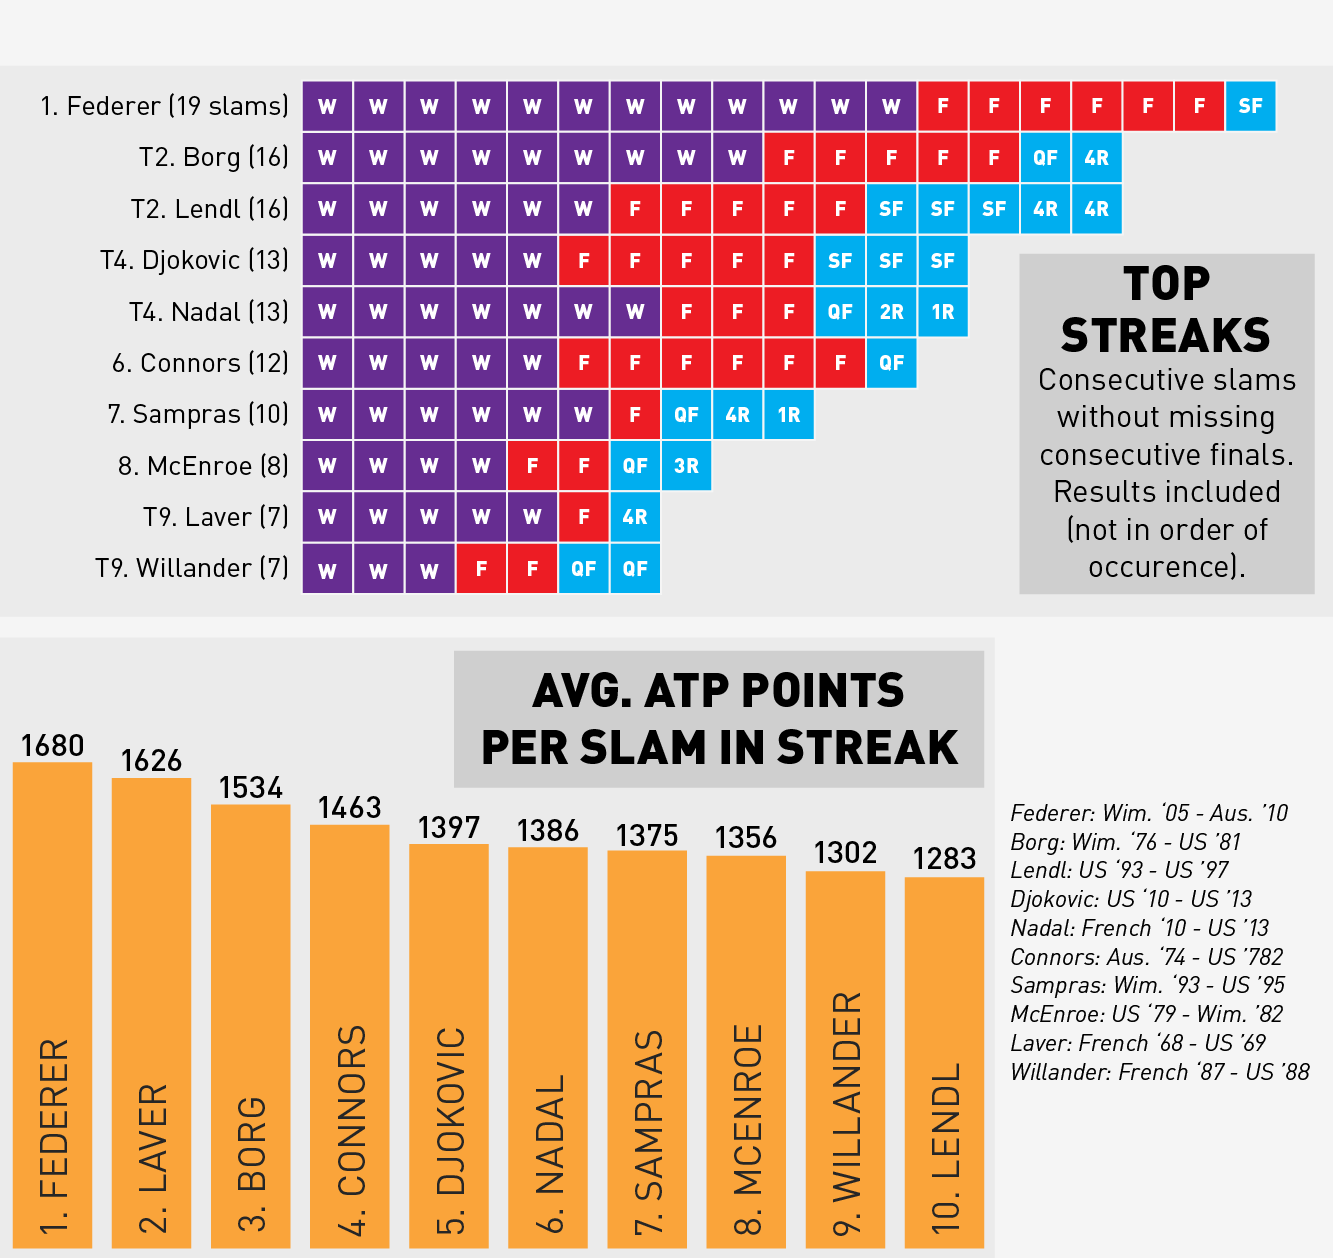 1. Federer (19 slams) W W W W W W W W W W W W F F F F F F SF
T2. Borg (16) W W W W W W W W W F F F F F QF 4R
T2. Lendl (16) W W W W W W F F F F F SF SF SF 4R 4R
T4. Djokovic (13) W W W W W F F F F F SF SF SF
T4. Nadal (13) W W W W W W W F F F QF 2R 1R
6. Connors (12) W W W W W F F F F F F QF
7. Sampras (10) W W W W W W F QF 4R 1R
8. McEnroe (8) W W W W F F QF 3R
T9. Laver (7) W W W W W F 4R
T9. Willander (7) W W W F F QF QF
TOP
STREAKS
Consecutive slams
without missing
consecutive finals.
Results included
(not in order of
occurence).
AVG. ATP POINTS
PER SLAM IN STREAK
1680
1626
1534
1463
1397
1386
1375
1356
1302
1283
1. FEDERER
2. LAVER
3. BORG
4. CONNORS
5. DJOKOVIC
6. NADAL
7. SAMPRAS
8. MCENROE
9. WILLANDER
10. LENDL
Federer: Wim. ‘05 - Aus. ’10
Borg: Wim. ‘76 - US ’81
Lendl: US ‘93 - US ’97
Djokovic: US ‘10 - US ’13
Nadal: French ‘10 - US ’13
Connors: Aus. ‘74 - US ’782
Sampras: Wim. ‘93 - US ’95
McEnroe: US ‘79 - Wim. ’82
Laver: French ‘68 - US ’69
Willander: French ‘87 - US ’88